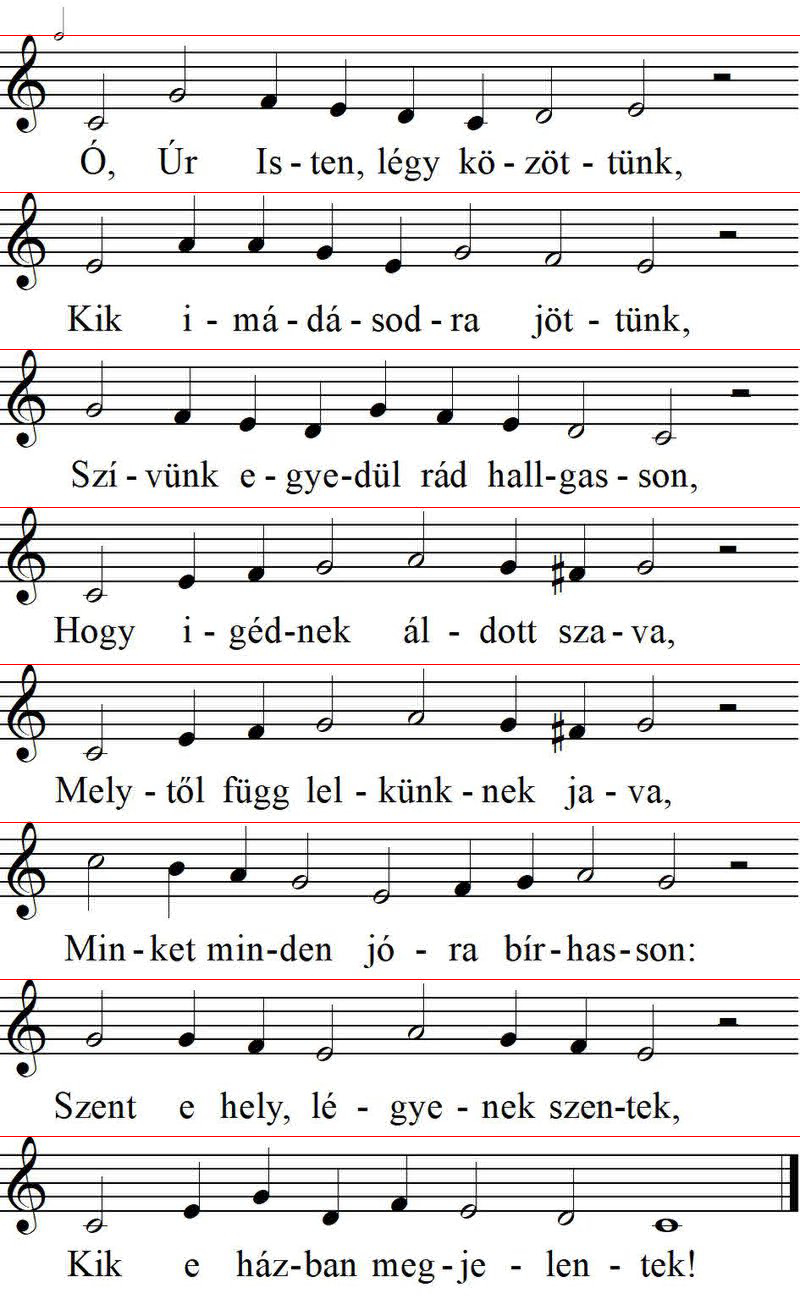 Ó, Úr Is - ten, légy kö - zöt - tünk,
Kik i - má - dá - sod - ra jöt - tünk,
Szí - vünk e - gye-dül rád hall-gas - son,
Hogy i - géd-nek ál - dott sza - va,
Mely - től függ lel - künk - nek ja - va,
Min - ket min-den jó - ra bír-has-son:
Szent e hely, lé - gye - nek szen-tek,
Kik e ház-ban meg-je - len - tek!